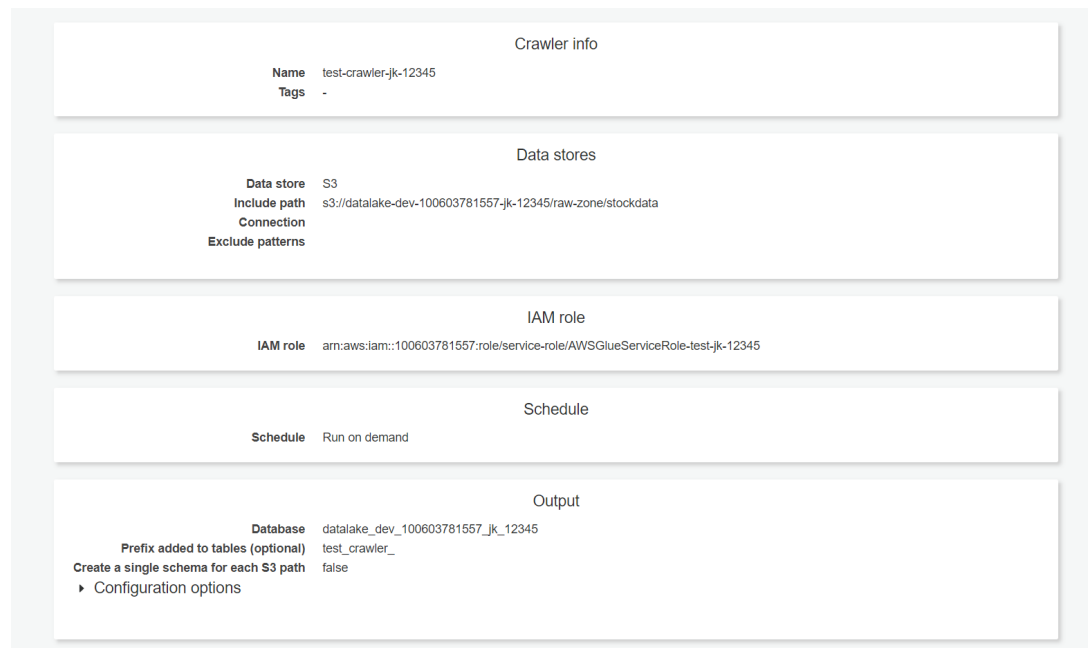 Crawler info
Name test-crawler-jk-12345
Tags -
Data stores
Data store S3
Include path s3://datalake-dev-100603781557-jk-12345/raw-zone/stockdata
Connection
Exclude patterns
IAM role
IAM role arn:aws:iam::100603781557:role/service-role/AWSGlueServiceRole-test-jk-12345
Schedule
Schedule Run on demand
Output
Database datalake_dev_100603781557_jk_12345
Prefix added to tables (optional) test_crawler_
Create a single schema for each S3 path false
Configuration options